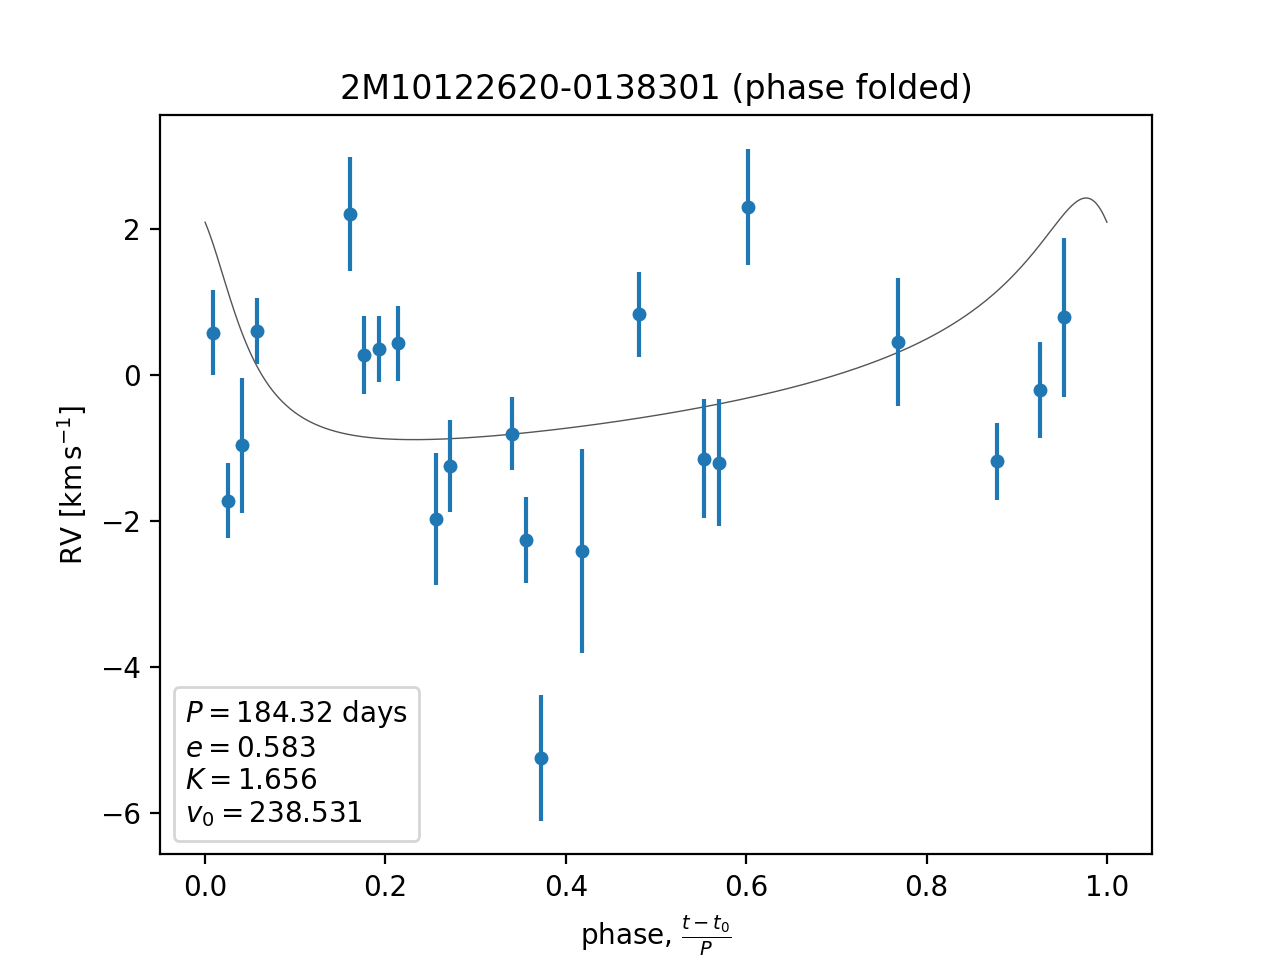 2M10122620-0138301 (phase folded)
RV [km s⁻¹]
2
0
−2
−4
−6
P = 184.32 days
e = 0.583
K = 1.656
v₀ = 238.531
0.0 0.2 0.4 0.6 0.8 1.0
phase, (t − t₀)/P